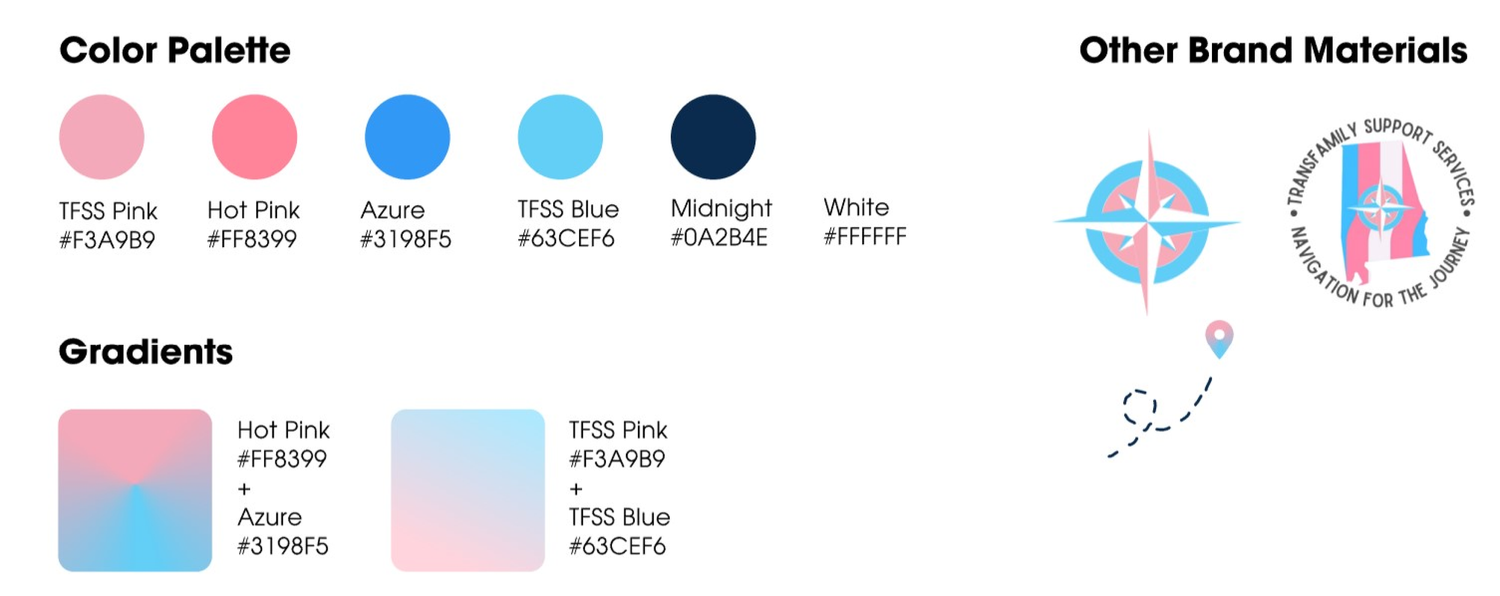 Color Palette
TFSS Pink
#F3A9B9
Hot Pink
#FF8399
Azure
#3198F5
TFSS Blue
#63CEF6
Midnight
#0A2B4E
White
#FFFFFF
Gradients
Hot Pink
#FF8399
+
Azure
#3198F5
TFSS Pink
#F3A9B9
+
TFSS Blue
#63CEF6
Other Brand Materials
• TRANSFAMILY SUPPORT SERVICES •
NAVIGATION FOR THE JOURNEY